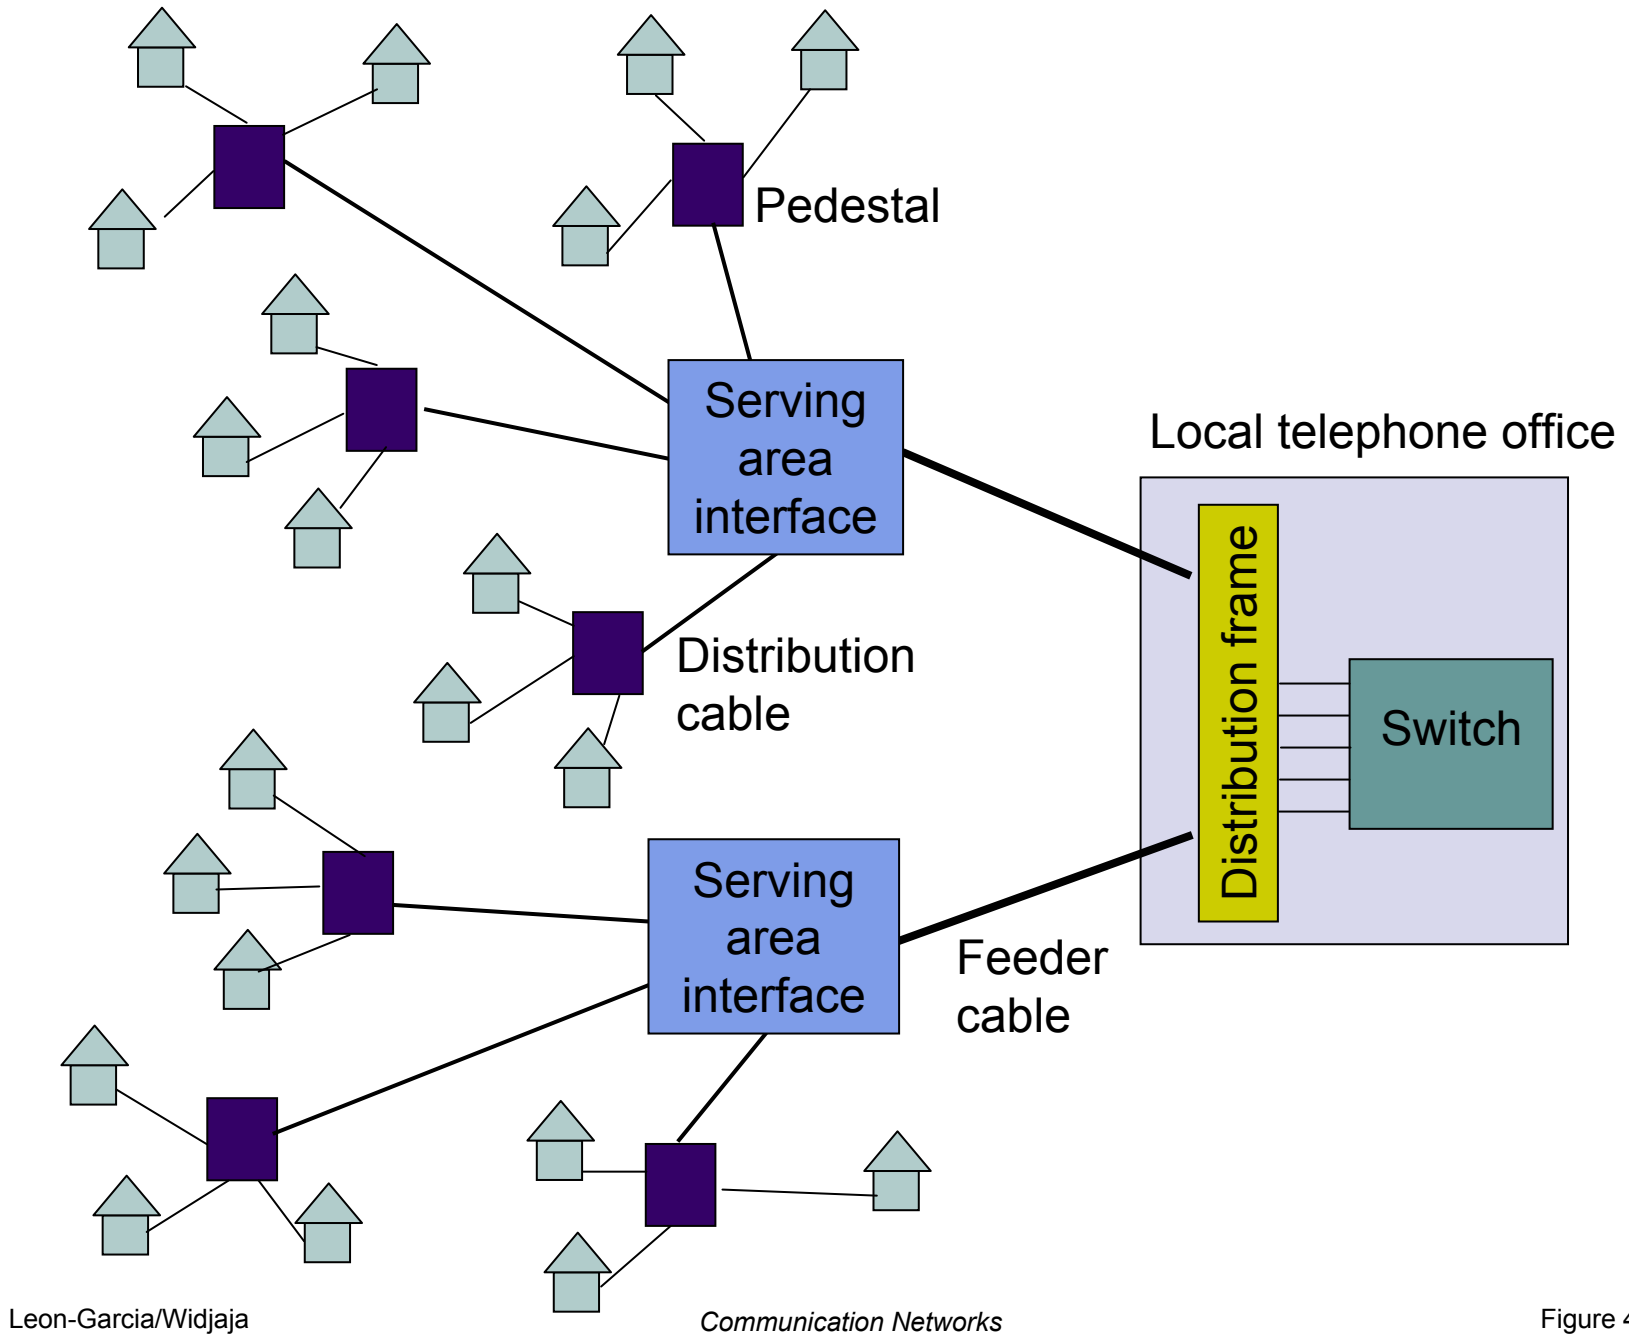 Pedestal
Serving
area
interface
Local telephone office
Distribution frame
Switch
Distribution
cable
Serving
area
interface
Feeder
cable
Leon-Garcia/Widjaja
Communication Networks
Figure 4